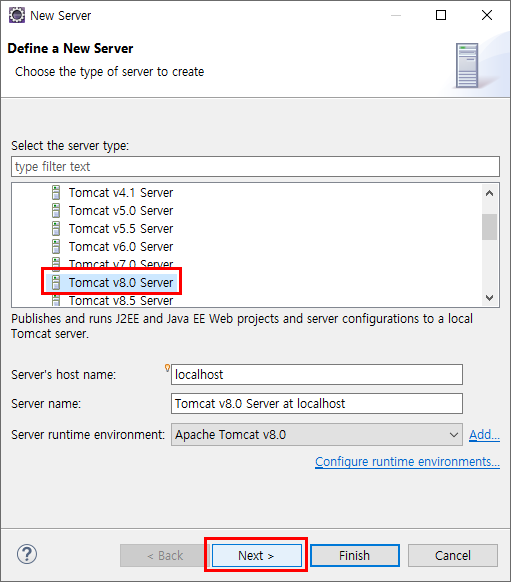 New Server
Define a New Server
Choose the type of server to create
Select the server type:
type filter text
Tomcat v4.1 Server
Tomcat v5.0 Server
Tomcat v5.5 Server
Tomcat v6.0 Server
Tomcat v7.0 Server
Tomcat v8.0 Server
Tomcat v8.5 Server
Publishes and runs J2EE and Java EE Web projects and server configurations to a local
Tomcat server.
Server's host name: localhost
Server name: Tomcat v8.0 Server at localhost
Server runtime environment: Apache Tomcat v8.0 Add...
Configure runtime environments...
? < Back Next > Finish Cancel